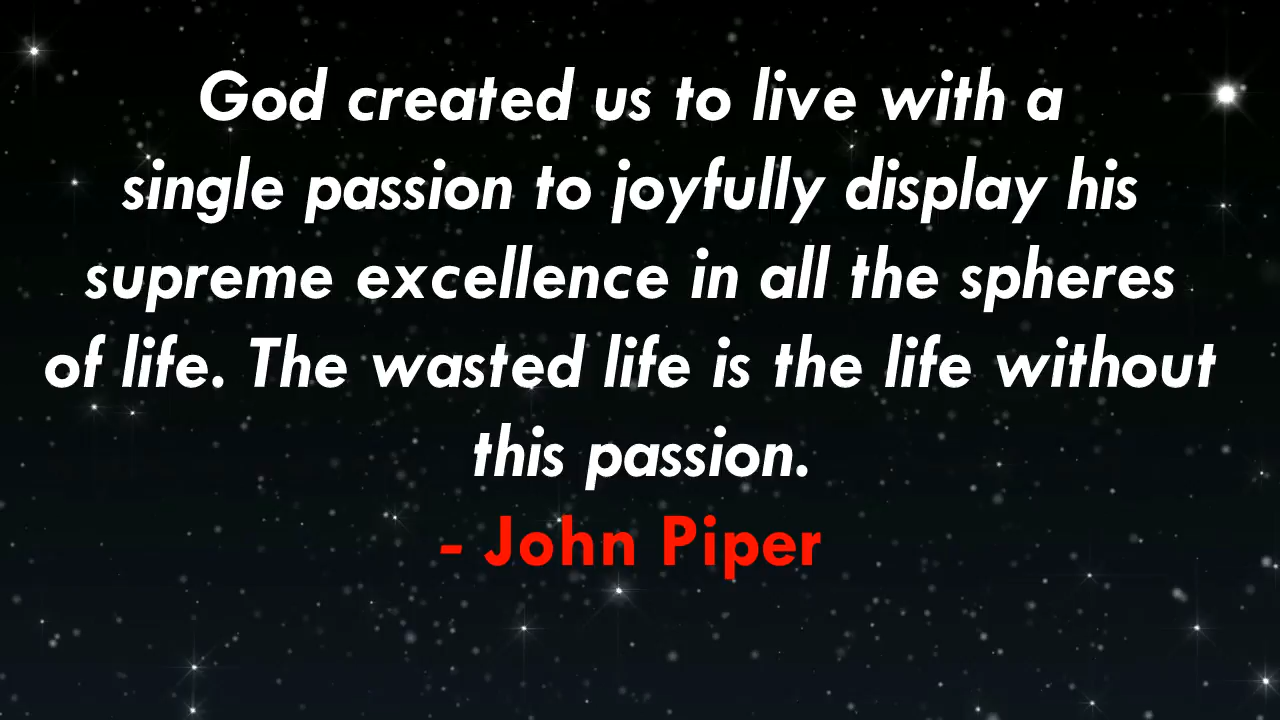 God created us to live with a
single passion to joyfully display his
supreme excellence in all the spheres
of life. The wasted life is the life without
this passion.
- John Piper